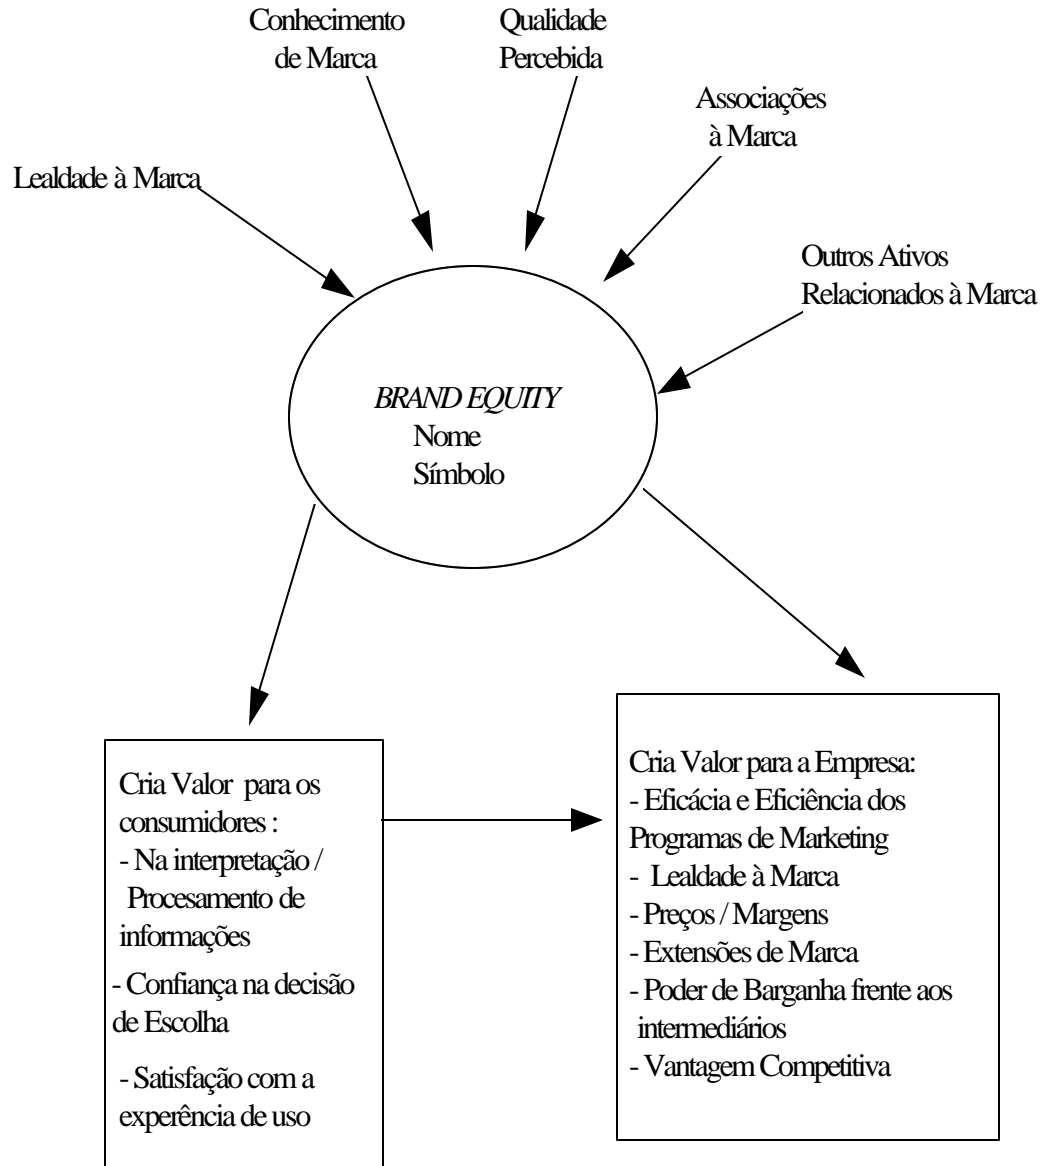 Conhecimento
de Marca
Qualidade
Percebida
Associações
à Marca
Lealdade à Marca
Outros Ativos
Relacionados à Marca
BRAND EQUITY
Nome
Símbolo
Cria Valor para os
consumidores :
- Na interpretação /
Procesamento de
informações
- Confiança na decisão
de Escolha
- Satisfação com a
experência de uso
Cria Valor para a Empresa:
- Eficácia e Eficiência dos
Programas de Marketing
- Lealdade à Marca
- Preços / Margens
- Extensões de Marca
- Poder de Barganha frente aos
intermediários
- Vantagem Competitiva